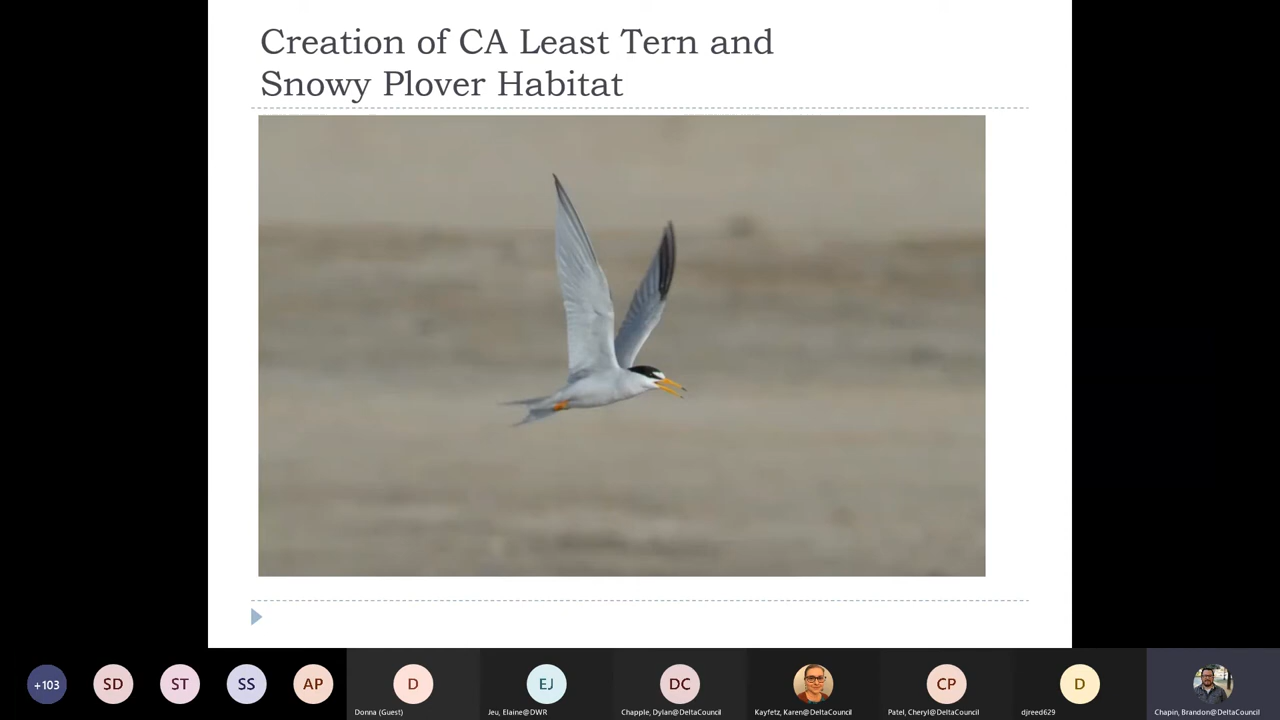 Creation of CA Least Tern and
Snowy Plover Habitat
+103
SD
ST
SS
AP
D
EJ
DC
CP
D
Donna (Guest)
Jeu, Elaine@DWR
Chapple, Dylan@DeltaCouncil
Kayfetz, Karen@DeltaCouncil
Patel, Cheryl@DeltaCouncil
djreed629
Chapin, Brandon@DeltaCouncil